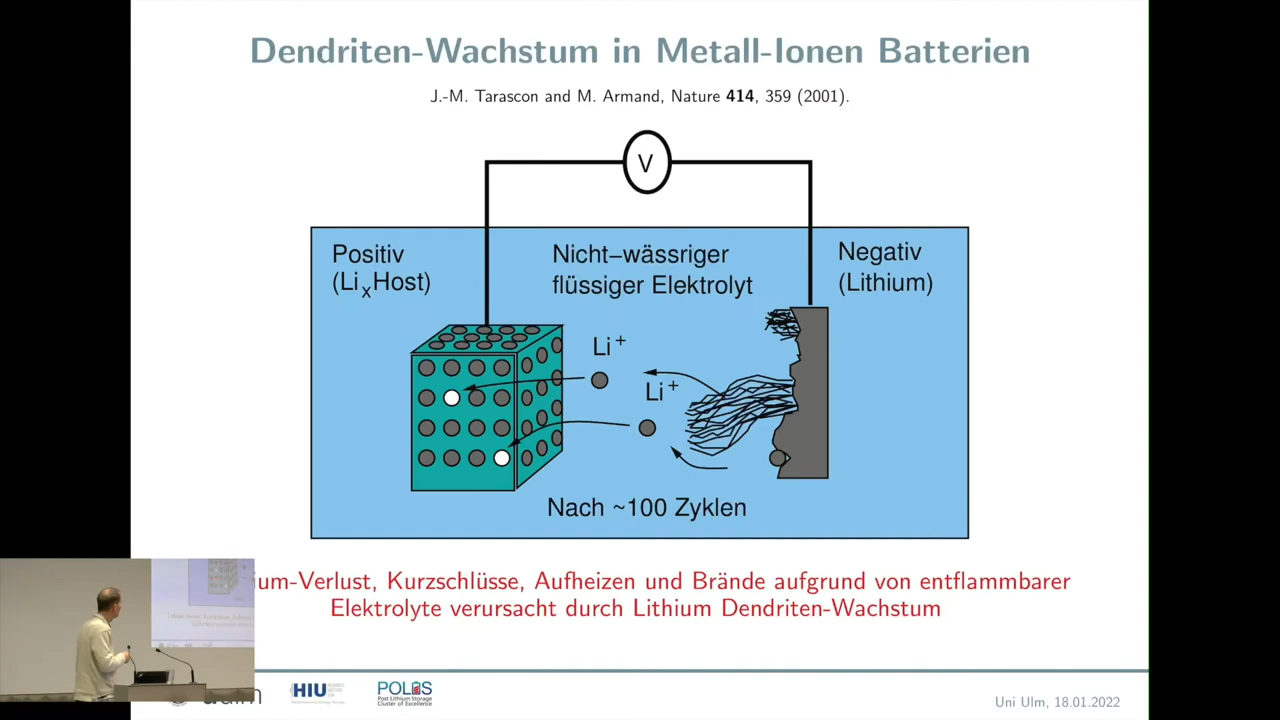 Dendriten-Wachstum in Metall-Ionen Batterien
J.-M. Tarascon and M. Armand, Nature 414, 359 (2001).
V
Positiv
(LixHost)
Nicht–wässriger
flüssiger Elektrolyt
Negativ
(Lithium)
Li+
Li+
Nach ~100 Zyklen
ium-Verlust, Kurzschlüsse, Aufheizen und Brände aufgrund von entflammbarer
Elektrolyte verursacht durch Lithium Dendriten-Wachstum
HIU
POLiS
Post Lithium Storage
Cluster of Excellence
Uni Ulm, 18.01.2022